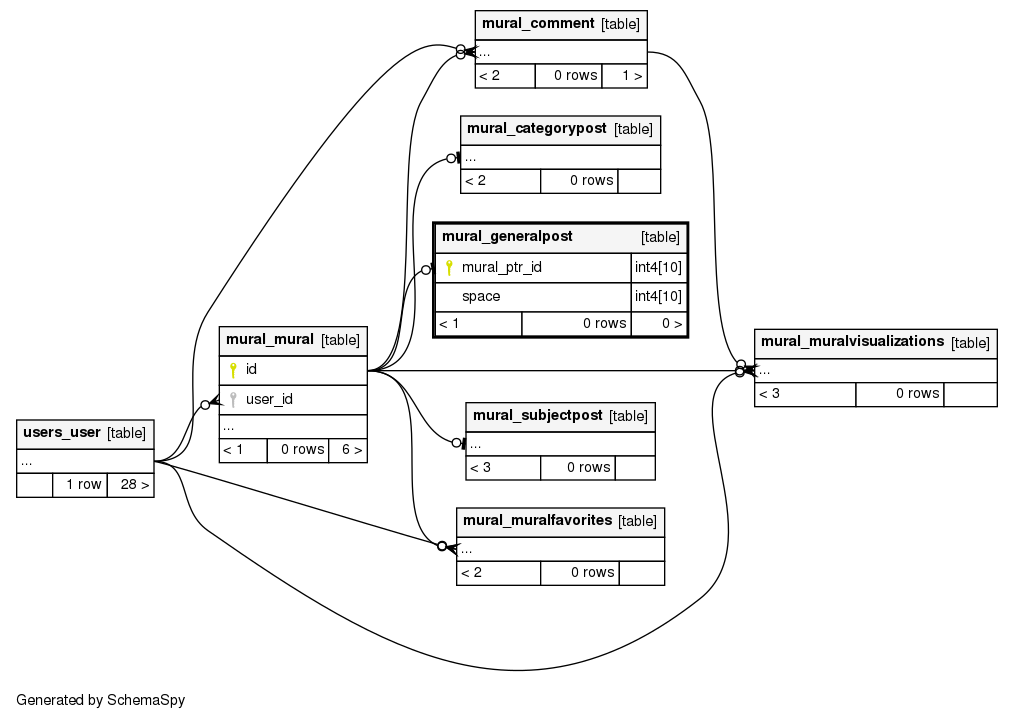 mural_comment [table]
...
< 2 0 rows 1 >
mural_categorypost [table]
...
< 2 0 rows
mural_generalpost [table]
mural_ptr_id int4[10]
space int4[10]
< 1 0 rows 0 >
mural_mural [table]
id
user_id
...
< 1 0 rows 6 >
mural_muralvisualizations [table]
...
< 3 0 rows
users_user [table]
...
1 row 28 >
mural_subjectpost [table]
...
< 3 0 rows
mural_muralfavorites [table]
...
< 2 0 rows
Generated by SchemaSpy